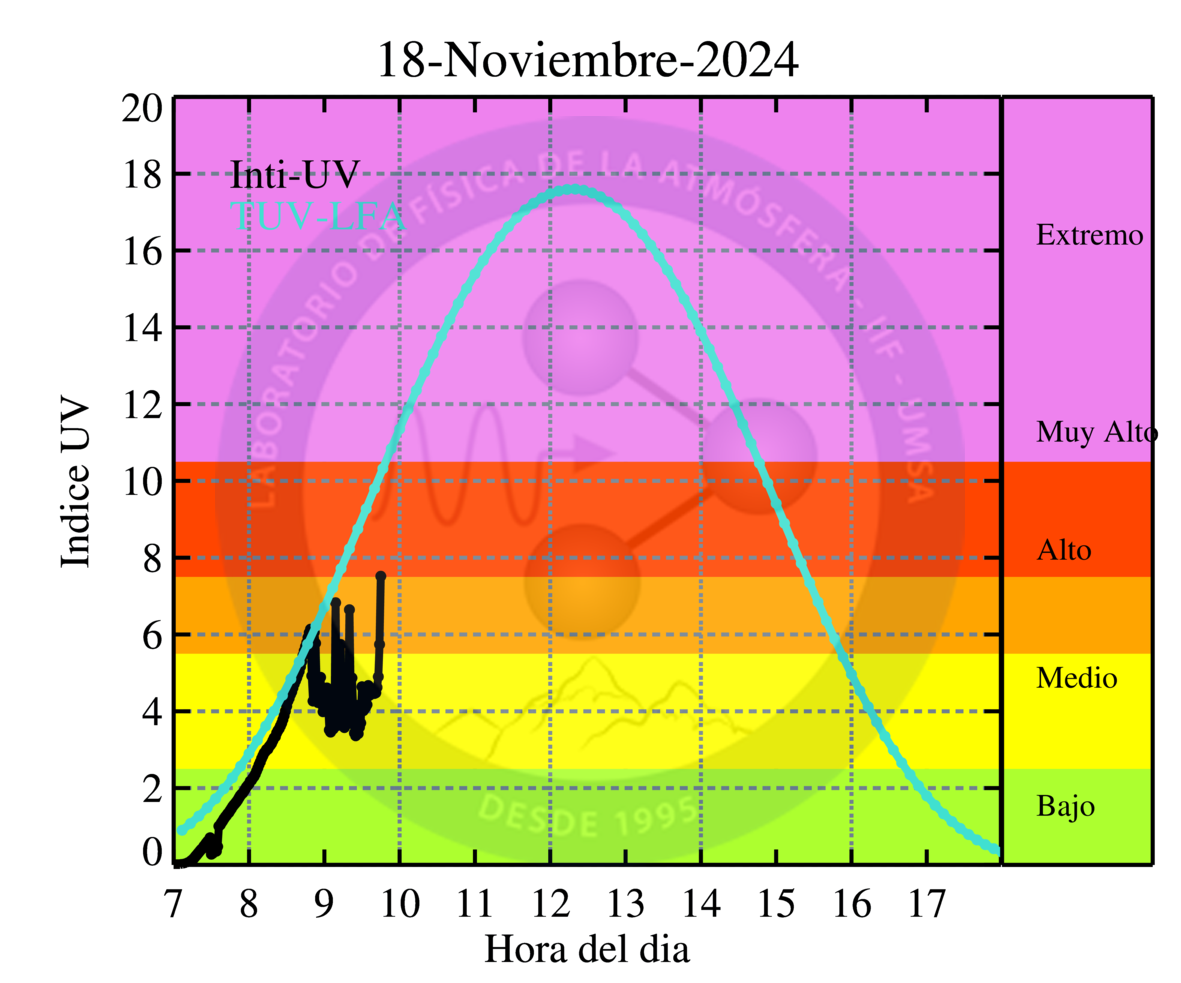 18-Noviembre-2024
Inti-UV
TUV-LFA
LABORATORIO DE FÍSICA DE LA ATMÓSFERA - IIF - UMSA
DESDE 1995
Indice UV
20
18
16
14
12
10
8
6
4
2
0
Extremo
Muy Alto
Alto
Medio
Bajo
7 8 9 10 11 12 13 14 15 16 17
Hora del dia